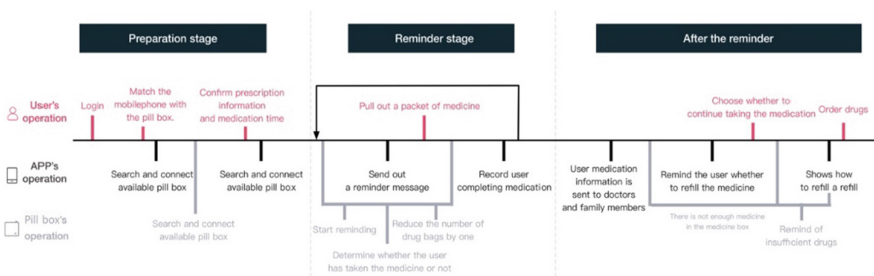 Preparation stage
Reminder stage
After the reminder
User's
operation
Login
Match the
mobilephone with
the pill box.
Confirm prescription
information
and medication time
Pull out a packet of medicine
Choose whether to
continue taking the medication
Order drugs
APP's
operation
Search and connect
available pill box
Search and connect
available pill box
Send out
a reminder message
Record user
completing medication
User medication
information is
sent to doctors
and family members
Remind the user whether
to refill the medicine
Shows how
to refill a refill
Pill box's
operation
Search and connect
available pill box
Start reminding
Reduce the number of
drug bags by one
Determine whether the user
has taken the medicine or not
There is not enough medicine
in the medicine box
Remind of
insufficient drugs